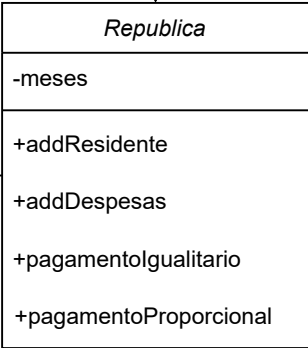 Republica
-meses
+addResidente
+addDespesas
+pagamentoIgualitario
+pagamentoProporcional